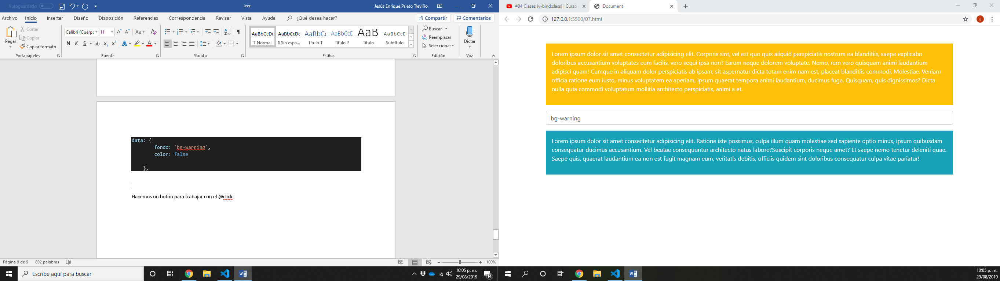 Autoguardado
leer
Jesús Enrique Prieto Treviño
Archivo Inicio Insertar Diseño Disposición Referencias Correspondencia Revisar Vista Ayuda ¿Qué desea hacer? Compartir Comentarios
Pegar
Cortar
Copiar
Copiar formato
Portapapeles
Calibri (Cuerpo 11
Fuente
Párrafo
AaBbCcDc AaBbCcDc AaBbCc AaBbCcD AaB AaBbCcD
¶ Normal ¶ Sin espa... Título 1 Título 2 Título Subtítulo
Estilos
Buscar
Reemplazar
Seleccionar
Edición
Dictar
Voz
data: {
fondo: 'bg-warning',
color: false
},
Hacemos un botón para trabajar con el @click
Página 9 de 9 892 palabras 100%
Escribe aquí para buscar
10:05 p. m.
29/08/2019
14
#04 Clases (v-bind:class) | Curso
Document
127.0.0.1:5500/07.html
J
Lorem ipsum dolor sit amet consectetur adipisicing elit. Corporis sint, vel est quo quis aliquid perspiciatis nostrum ea blanditiis, saepe explicabo
doloribus accusantium voluptates eum facilis, vero sequi ipsa non? Earum neque dolorem voluptate. Nemo, rem vero quisquam animi laudantium
adipisci quam! Cumque in aliquam dolor perspiciatis ab ipsam, sit aspernatur dicta totam enim nam est, placeat blanditiis commodi. Molestiae. Veniam
officia ratione eum iusto, minus voluptatem ea aperiam, ipsum quaerat tempora animi laudantium, ducimus fuga. Quisquam, quis dignissimos? Dicta
nulla quia commodi voluptatum mollitia architecto perspiciatis, animi a et.
bg-warning
Lorem ipsum dolor sit amet consectetur adipisicing elit. Ratione iste possimus, culpa illum quam molestiae sed sapiente optio minus, ipsum quibusdam
consequatur ducimus accusantium. Vel beatae consequuntur architecto natus labore?Suscipit corporis neque amet? Et saepe nemo tenetur deleniti quae.
Saepe quis, quaerat laudantium ea non est fugit magnam eum, veritatis debitis, officiis quidem sint doloribus consequatur culpa vitae pariatur!
10:05 p. m.
29/08/2019